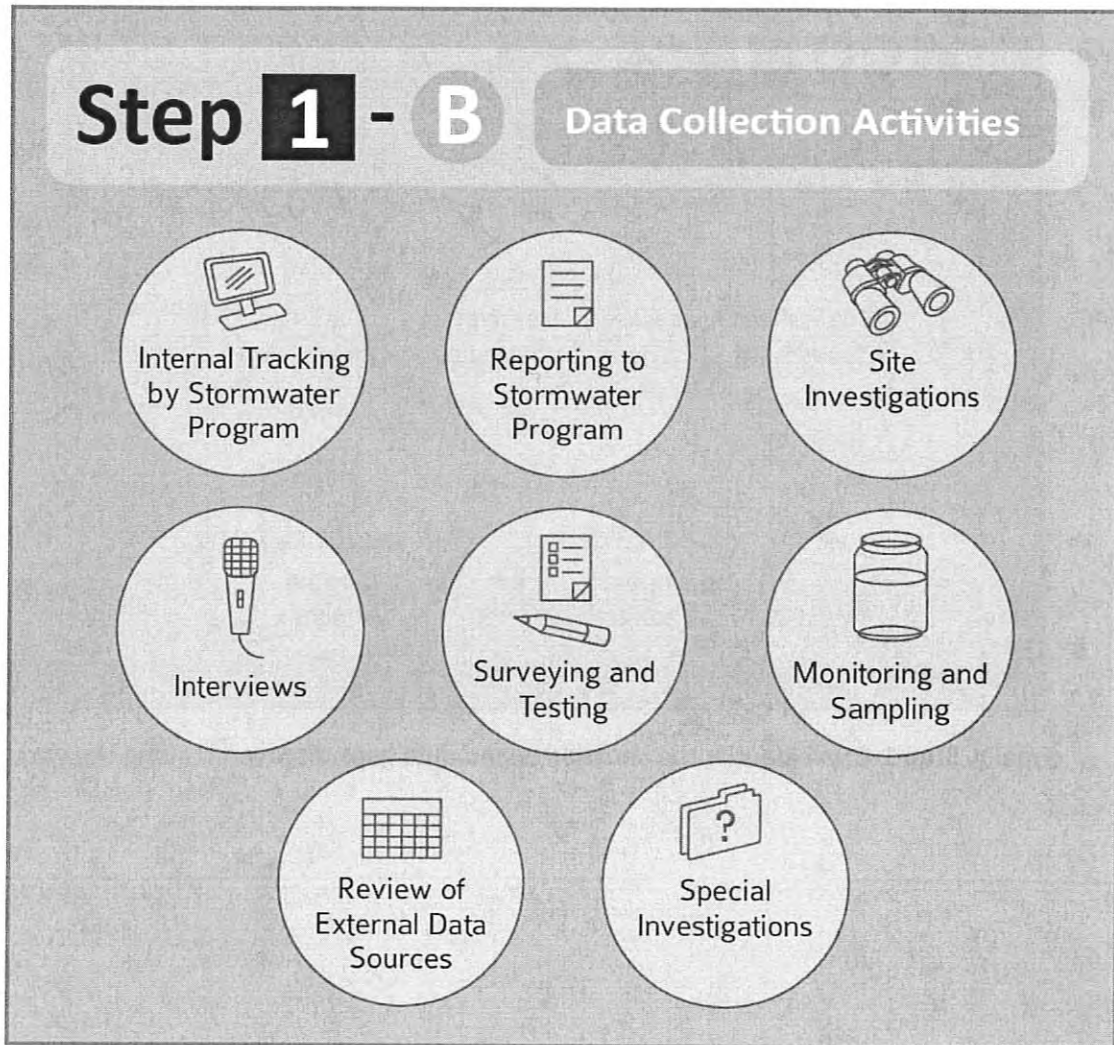 Step 1 - B Data Collection Activities
Internal Tracking
by Stormwater
Program
Reporting to
Stormwater
Program
Site
Investigations
Interviews
Surveying and
Testing
Monitoring and
Sampling
Review of
External Data
Sources
?
Special
Investigations